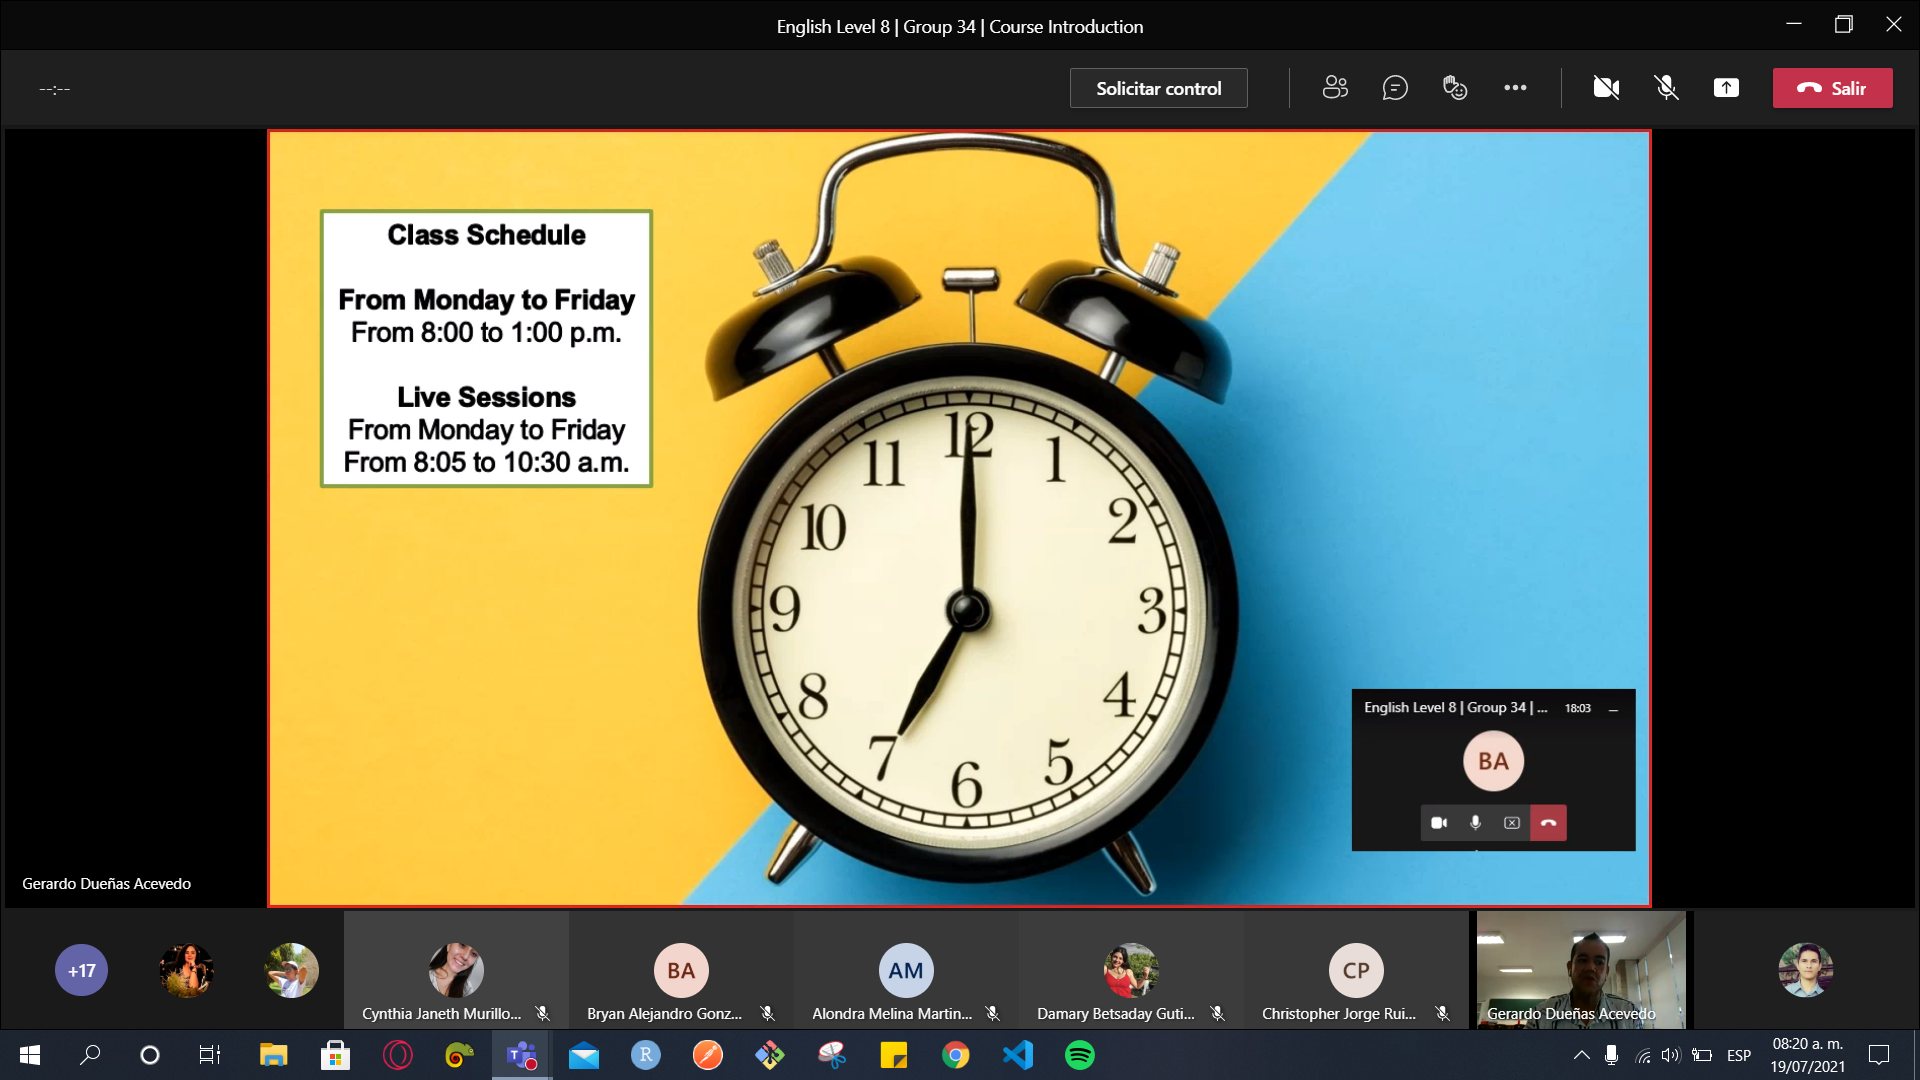 English Level 8 | Group 34 | Course Introduction
--:--
Solicitar control
Salir
Class Schedule
From Monday to Friday
From 8:00 to 1:00 p.m.
Live Sessions
From Monday to Friday
From 8:05 to 10:30 a.m.
12
1
2
3
4
5
6
7
8
9
10
11
English Level 8 | Group 34 | ...
18:03
BA
Gerardo Dueñas Acevedo
+17
BA
AM
CP
Cynthia Janeth Murillo...
Bryan Alejandro Gonz...
Alondra Melina Martin...
Damary Betsaday Guti...
Christopher Jorge Rui...
Gerardo Dueñas Acevedo
T
R
ESP
08:20 a. m.
19/07/2021